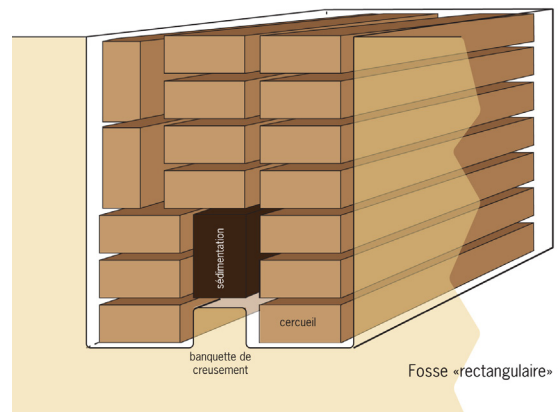 sédimentation
cercueil
banquette de
creusement
Fosse «rectangulaire»